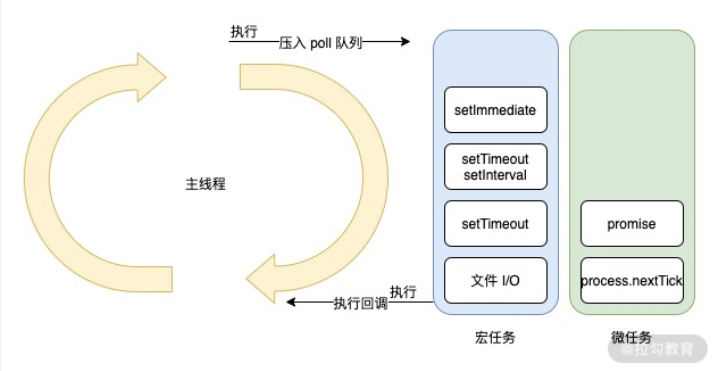 执行
压入 poll 队列
setImmediate
setTimeout
setInterval
主线程
setTimeout
promise
文件 I/O
process.nextTick
执行
执行回调
宏任务
微任务
@拉勾教育